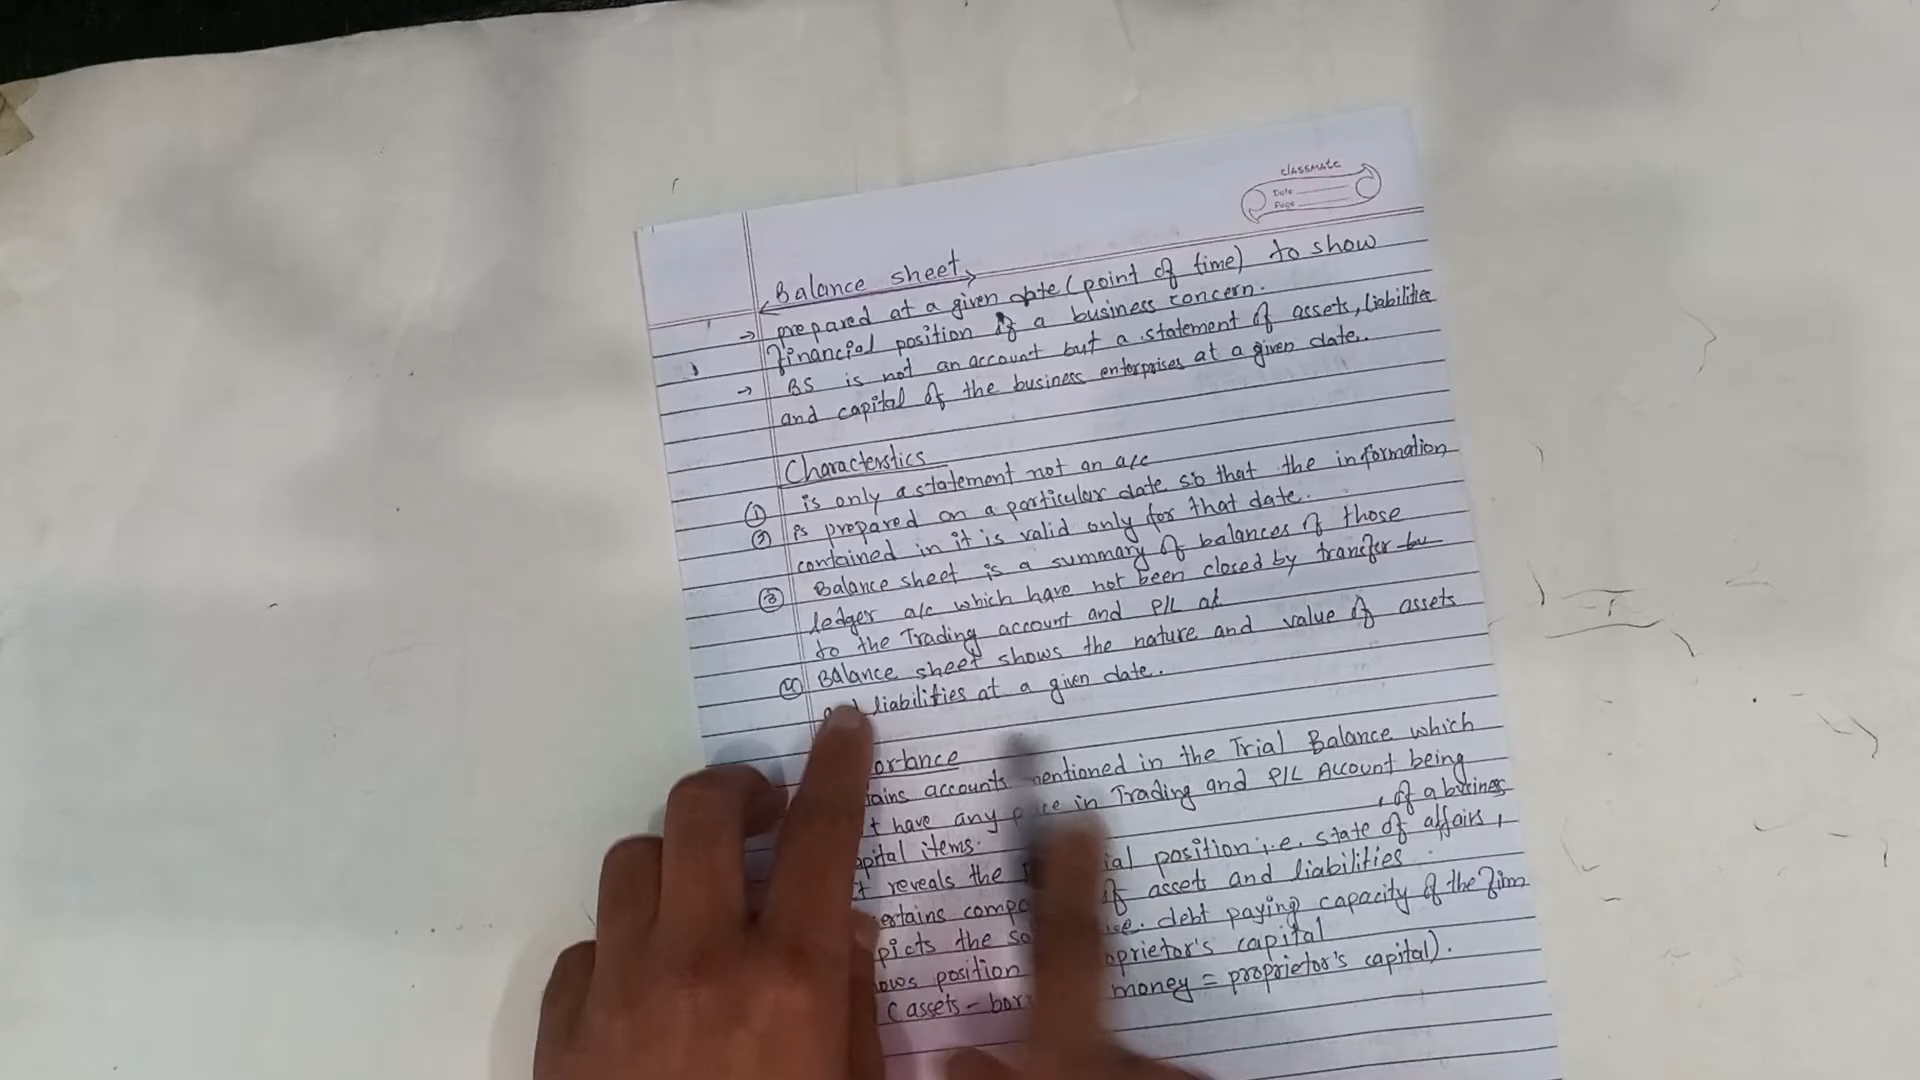 classmate
Date
Page
Balance sheet
→ prepared at a given date (point of time) to show
financial position of a business concern.
→ BS is not an account but a statement of assets, liabilities
and capital of the business enterprises at a given date.
Characterstics
① is only a statement not an a/c
② is prepared on a particular date so that the information
contained in it is valid only for that date.
③ Balance sheet is a summary of balances of those
ledger a/c which have not been closed by transfer
to the Trading account and P/L
④ Balance sheet shows the nature and value of assets
liabilities at a given date.
accounts mentioned in the Trial Balance which
have any in Trading and P/L Account being
items.
reveals the position i.e. state of affairs, of a business
of assets and liabilities
the debt paying capacity of the firm
position capital
(assets - money = proprietor's capital).